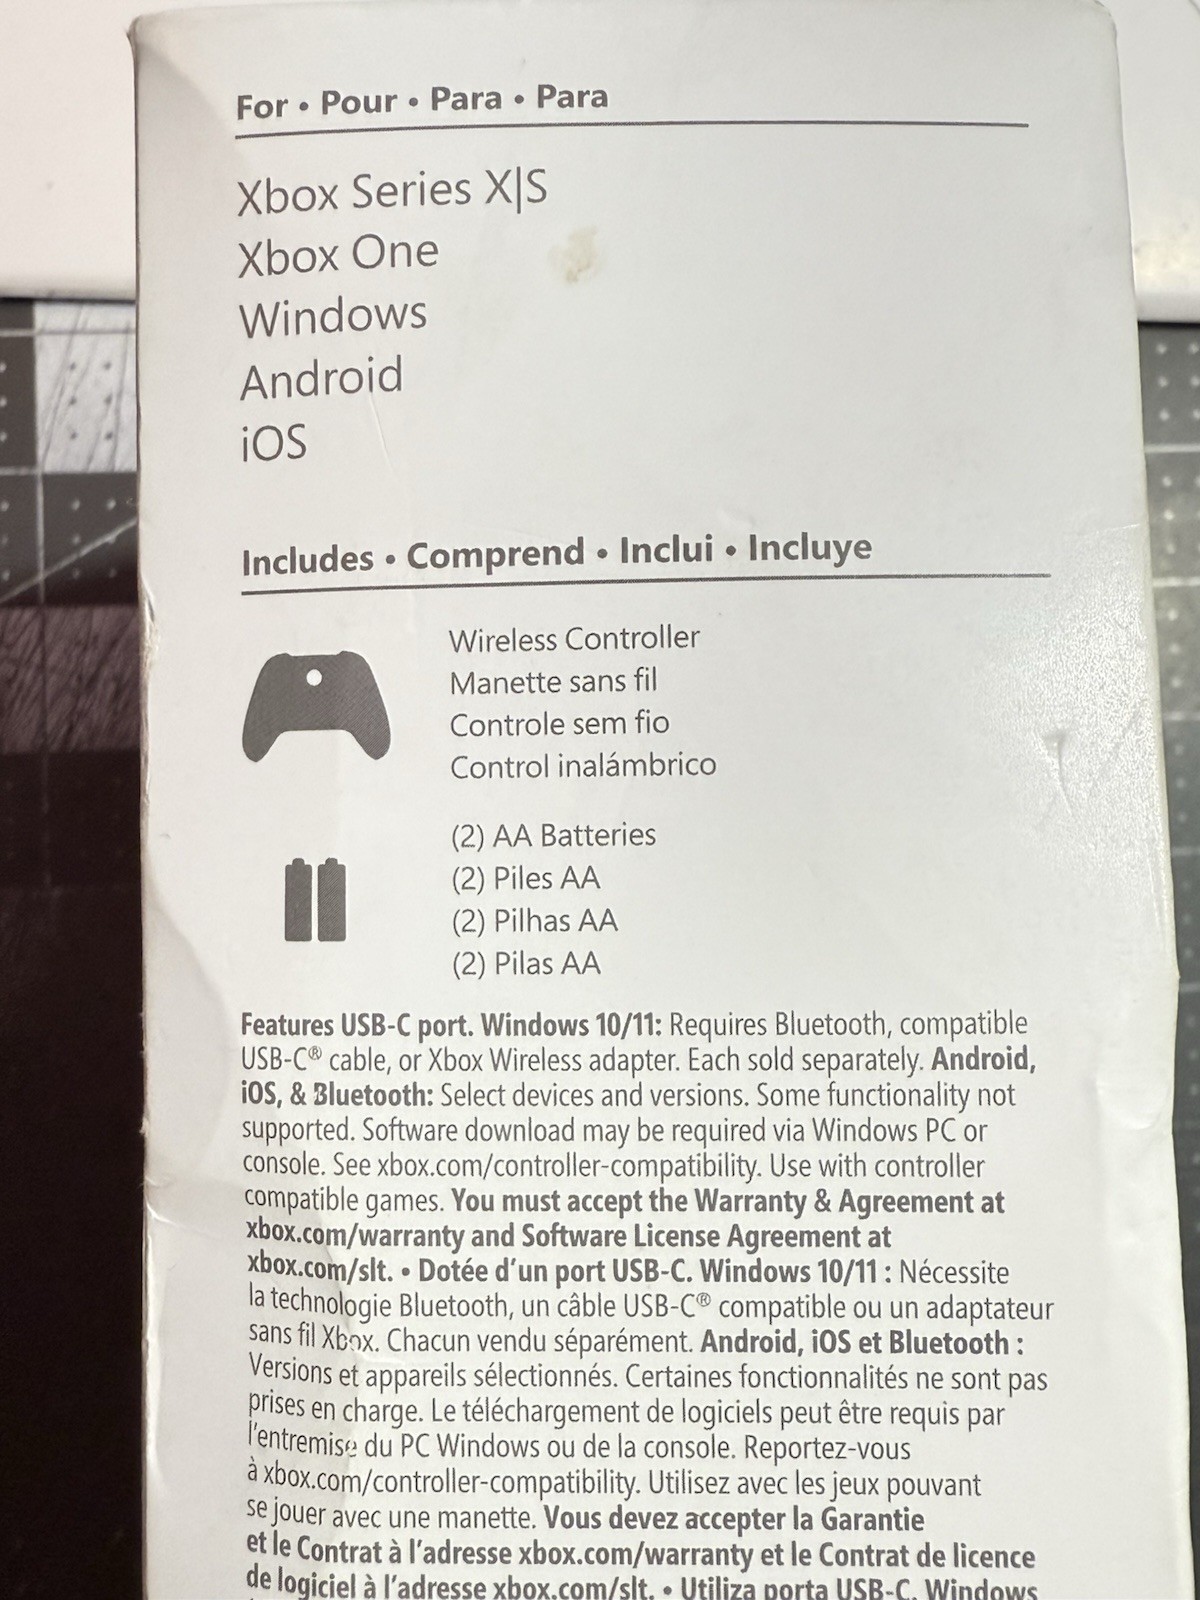 For • Pour • Para • Para
Xbox Series X|S
Xbox One
Windows
Android
iOS
Includes • Comprend • Inclui • Incluye
Wireless Controller
Manette sans fil
Controle sem fio
Control inalámbrico
(2) AA Batteries
(2) Piles AA
(2) Pilhas AA
(2) Pilas AA
Features USB-C port. Windows 10/11: Requires Bluetooth, compatible
USB-C® cable, or Xbox Wireless adapter. Each sold separately. Android,
iOS, & Bluetooth: Select devices and versions. Some functionality not
supported. Software download may be required via Windows PC or
console. See xbox.com/controller-compatibility. Use with controller
compatible games. You must accept the Warranty & Agreement at
xbox.com/warranty and Software License Agreement at
xbox.com/slt. • Dotée d'un port USB-C. Windows 10/11 : Nécessite
la technologie Bluetooth, un câble USB-C® compatible ou un adaptateur
sans fil Xbox. Chacun vendu séparément. Android, iOS et Bluetooth :
Versions et appareils sélectionnés. Certaines fonctionnalités ne sont pas
prises en charge. Le téléchargement de logiciels peut être requis par
l'entremise du PC Windows ou de la console. Reportez-vous
à xbox.com/controller-compatibility. Utilisez avec les jeux pouvant
se jouer avec une manette. Vous devez accepter la Garantie
et le Contrat à l'adresse xbox.com/warranty et le Contrat de licence
de logiciel à l'adresse xbox.com/slt. • Utiliza porta USB-C. Windows